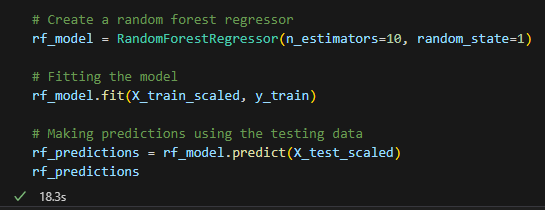 # Create a random forest regressor
rf_model = RandomForestRegressor(n_estimators=10, random_state=1)
# Fitting the model
rf_model.fit(X_train_scaled, y_train)
# Making predictions using the testing data
rf_predictions = rf_model.predict(X_test_scaled)
rf_predictions
✓ 18.3s